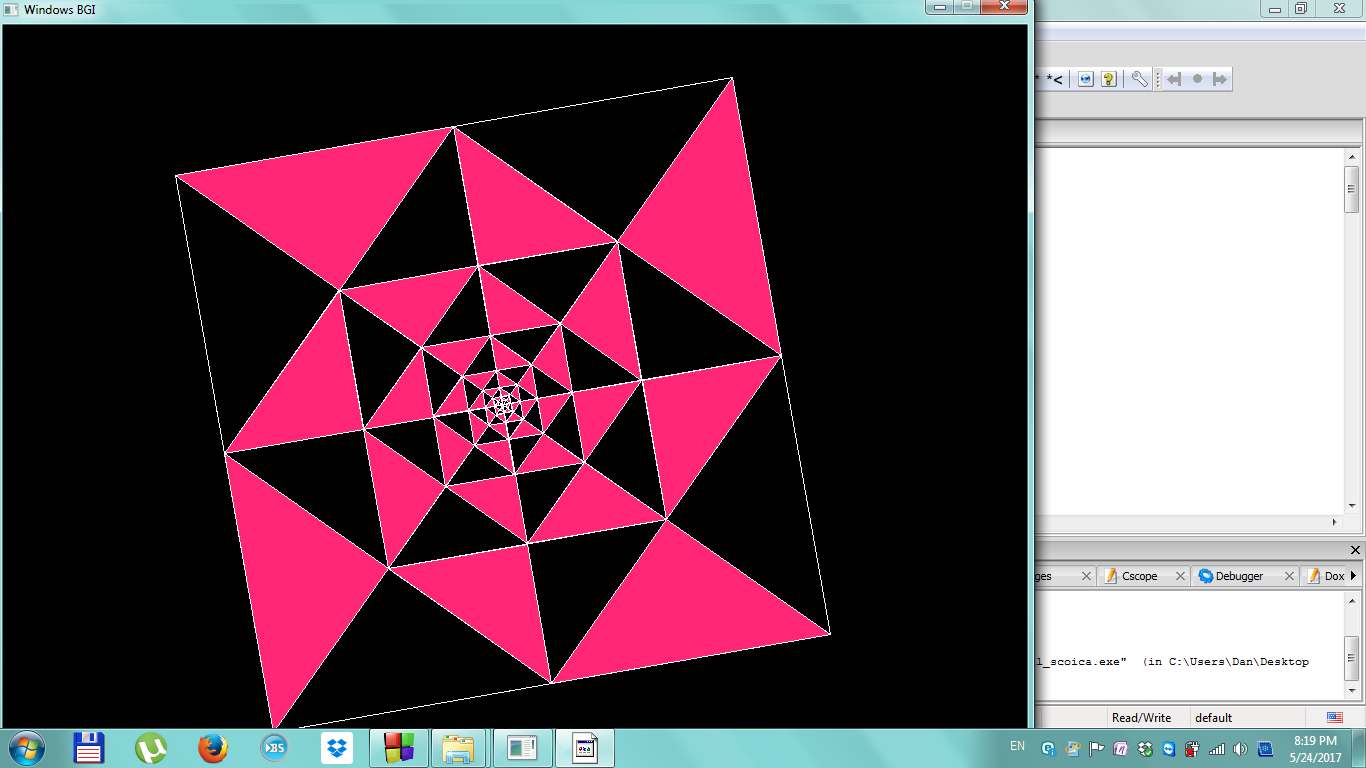 Windows BGI
*<
ges
Cscope
Debugger
Dox
l_scoica.exe" (in C:\Users\Dan\Desktop
Read/Write
default
EN
8:19 PM
5/24/2017